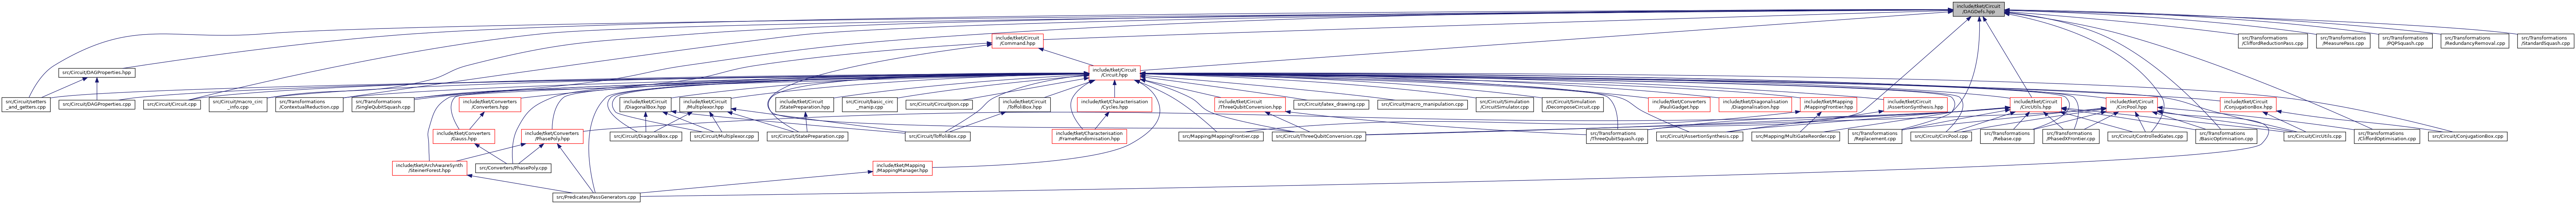 include/tket/Circuit
/DAGDefs.hpp
include/tket/Circuit
/Command.hpp
src/Transformations
/CliffordReductionPass.cpp
src/Transformations
/MeasurePass.cpp
src/Transformations
/PQPSquash.cpp
src/Transformations
/RedundancyRemoval.cpp
src/Transformations
/StandardSquash.cpp
src/Circuit/DAGProperties.hpp
include/tket/Circuit
/Circuit.hpp
src/Circuit/setters
_and_getters.cpp
src/Circuit/DAGProperties.cpp
src/Circuit/Circuit.cpp
src/Circuit/macro_circ
_info.cpp
src/Transformations
/ContextualReduction.cpp
src/Transformations
/SingleQubitSquash.cpp
include/tket/Converters
/Converters.hpp
include/tket/Circuit
/DiagonalBox.hpp
include/tket/Circuit
/Multiplexor.hpp
include/tket/Circuit
/StatePreparation.hpp
src/Circuit/basic_circ
_manip.cpp
src/Circuit/CircuitJson.cpp
include/tket/Circuit
/ToffoliBox.hpp
include/tket/Characterisation
/Cycles.hpp
include/tket/Circuit
/ThreeQubitConversion.hpp
src/Circuit/latex_drawing.cpp
src/Circuit/macro_manipulation.cpp
src/Circuit/Simulation
/CircuitSimulator.cpp
src/Circuit/Simulation
/DecomposeCircuit.cpp
include/tket/Converters
/PauliGadget.hpp
include/tket/Diagonalisation
/Diagonalisation.hpp
include/tket/Mapping
/MappingFrontier.hpp
include/tket/Circuit
/AssertionSynthesis.hpp
include/tket/Circuit
/CircUtils.hpp
include/tket/Circuit
/CircPool.hpp
include/tket/Circuit
/ConjugationBox.hpp
include/tket/Converters
/Gauss.hpp
include/tket/Converters
/PhasePoly.hpp
src/Circuit/DiagonalBox.cpp
src/Circuit/Multiplexor.cpp
src/Circuit/StatePreparation.cpp
src/Circuit/ToffoliBox.cpp
include/tket/Characterisation
/FrameRandomisation.hpp
src/Mapping/MappingFrontier.cpp
src/Circuit/ThreeQubitConversion.cpp
src/Transformations
/ThreeQubitSquash.cpp
src/Circuit/AssertionSynthesis.cpp
src/Mapping/MultiGateReorder.cpp
src/Transformations
/Replacement.cpp
src/Circuit/CircPool.cpp
src/Transformations
/Rebase.cpp
src/Transformations
/PhasedXFrontier.cpp
src/Circuit/ControlledGates.cpp
src/Transformations
/BasicOptimisation.cpp
src/Circuit/CircUtils.cpp
src/Transformations
/CliffordOptimisation.cpp
src/Circuit/ConjugationBox.cpp
include/tket/ArchAwareSynth
/SteinerForest.hpp
src/Converters/PhasePoly.cpp
include/tket/Mapping
/MappingManager.hpp
src/Predicates/PassGenerators.cpp